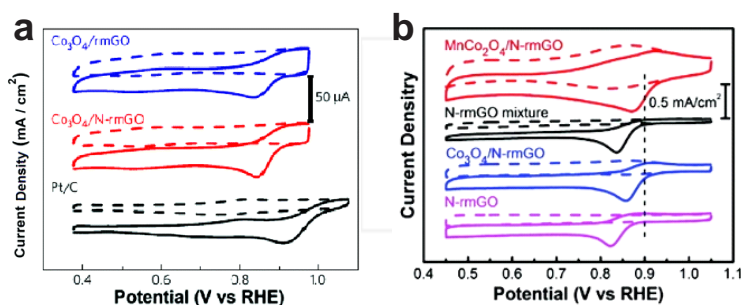 a
Co3O4/rmGO
Co3O4/N-rmGO
Pt/C
50 µA
Current Density (mA / cm²)
0.4 0.6 0.8 1.0
Potential (V vs RHE)
b
MnCo2O4/N-rmGO
0.5 mA/cm²
N-rmGO mixture
Co3O4/N-rmGO
N-rmGO
Current Densitry
0.4 0.5 0.6 0.7 0.8 0.9 1.0 1.1
Potential (V vs RHE)